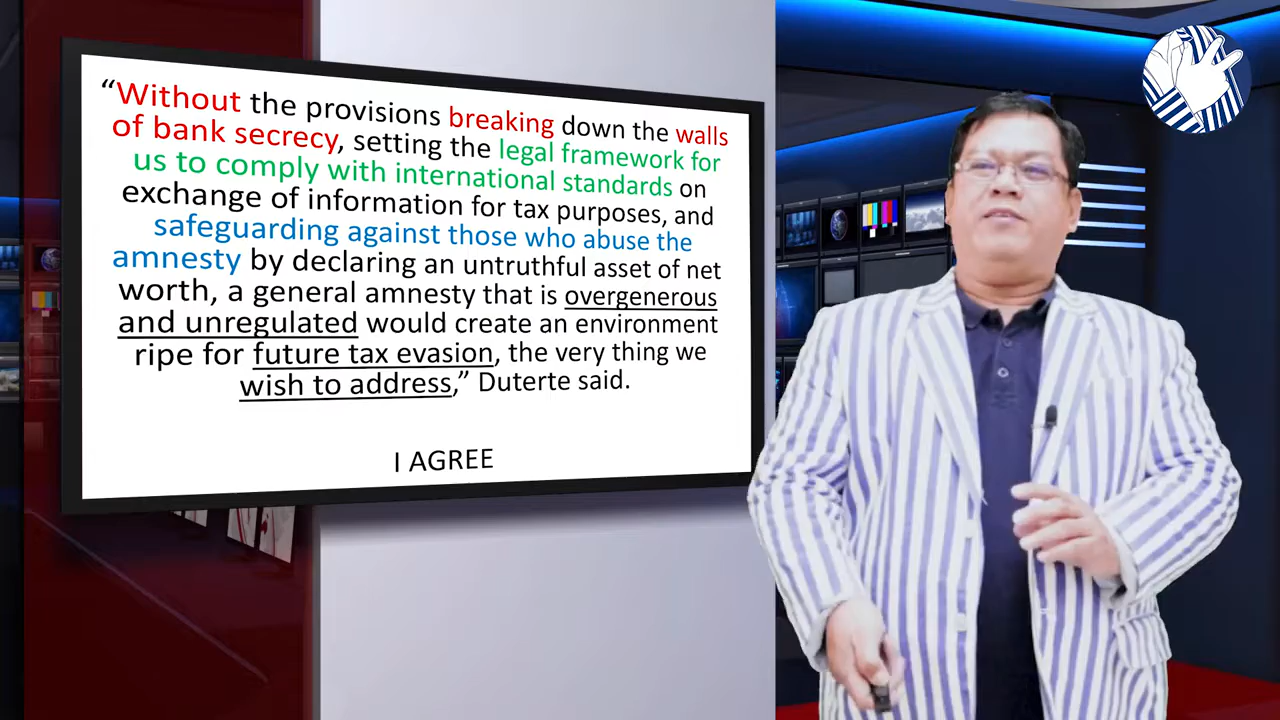 “Without the provisions breaking down the walls
of bank secrecy, setting the legal framework for
us to comply with international standards on
exchange of information for tax purposes, and
safeguarding against those who abuse the
amnesty by declaring an untruthful asset of net
worth, a general amnesty that is overgenerous
and unregulated would create an environment
ripe for future tax evasion, the very thing we
wish to address,” Duterte said.
I AGREE